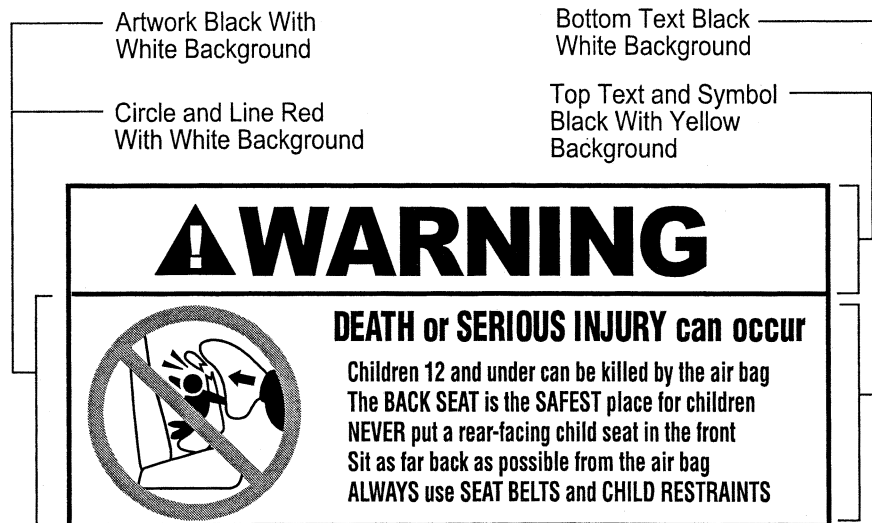 Artwork Black With
White Background
Bottom Text Black
White Background
Circle and Line Red
With White Background
Top Text and Symbol
Black With Yellow
Background
WARNING
DEATH or SERIOUS INJURY can occur
Children 12 and under can be killed by the air bag
The BACK SEAT is the SAFEST place for children
NEVER put a rear-facing child seat in the front
Sit as far back as possible from the air bag
ALWAYS use SEAT BELTS and CHILD RESTRAINTS